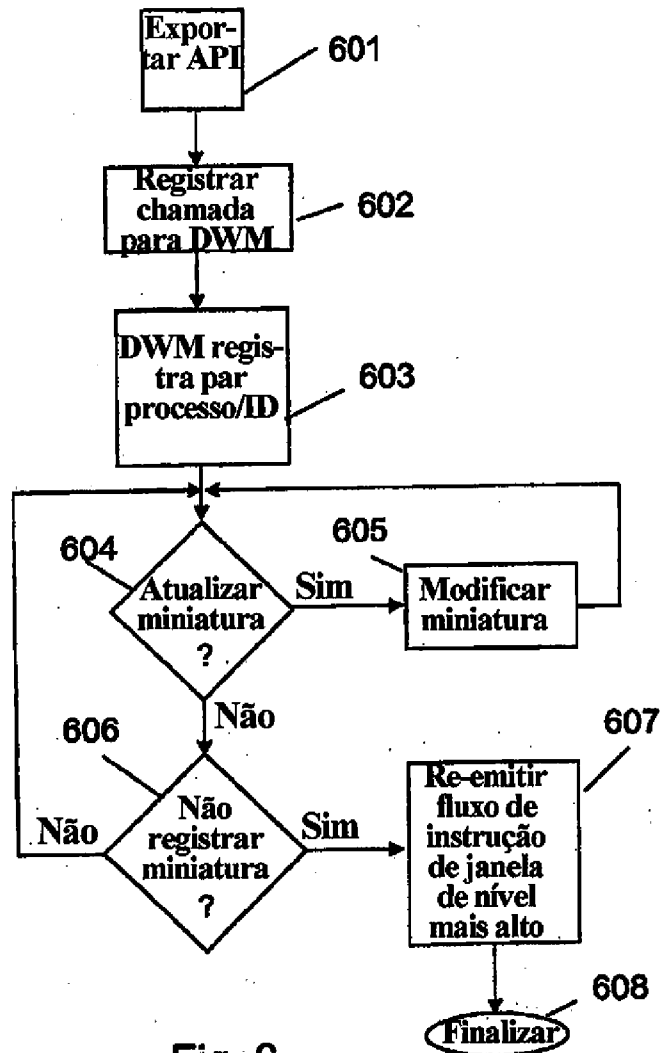 Expor-
tar API
601
Registrar
chamada
para DWM
602
DWM regis-
tra par
processo/ID
603
604
Atualizar
miniatura
?
Sim
605
Modificar
miniatura
Não
606
Não
registrar
miniatura
?
Não
Sim
607
Re-emitir
fluxo de
instrução
de janela
de nível
mais alto
608
Finalizar